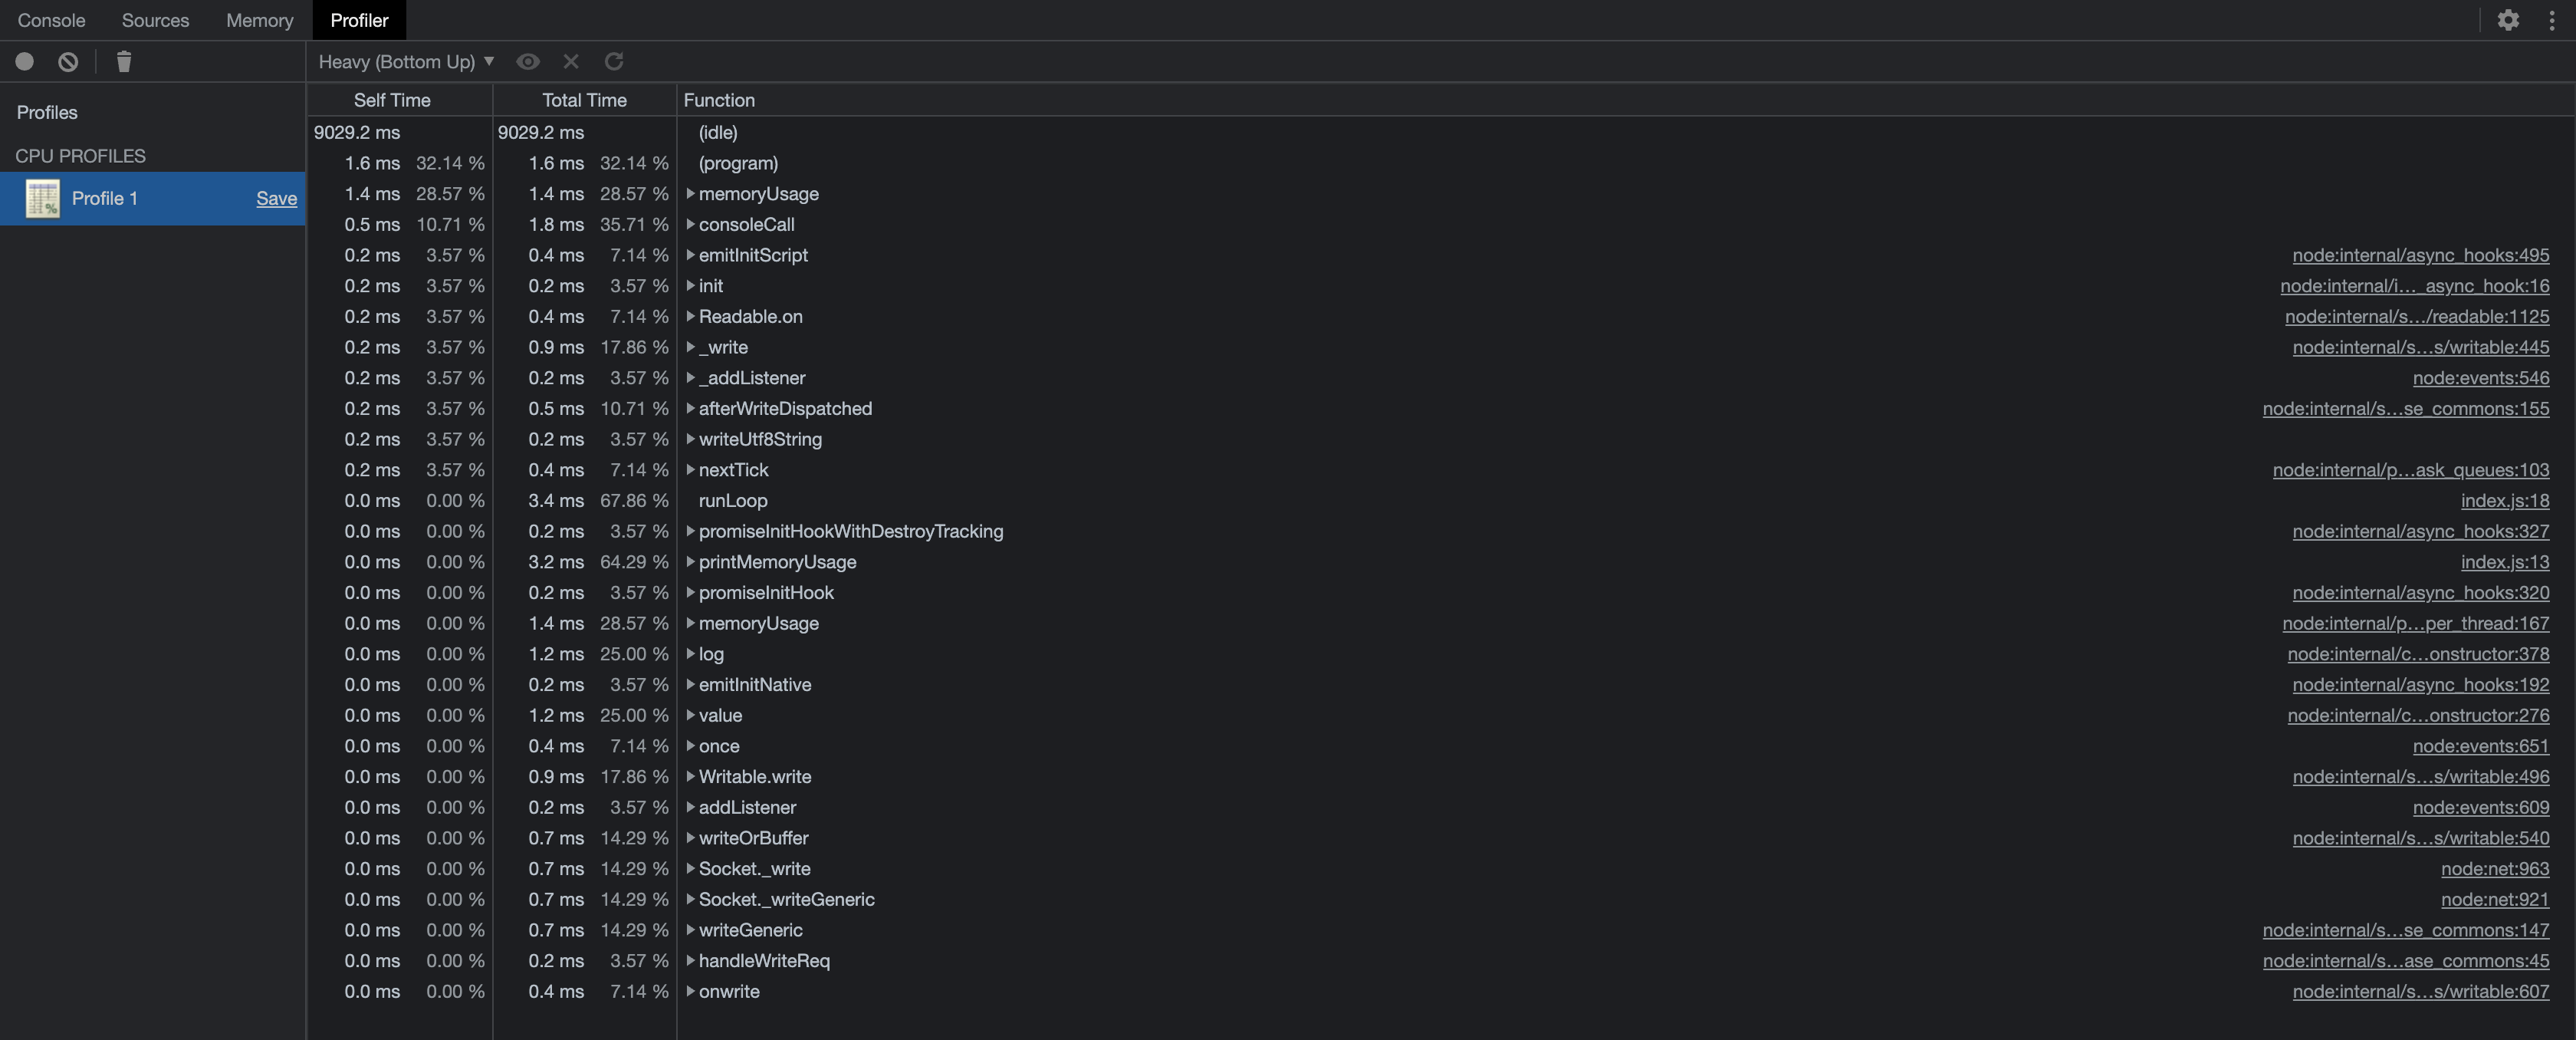 Console Sources Memory Profiler
Heavy (Bottom Up) ▼
Profiles
CPU PROFILES
Profile 1 Save
Self Time Total Time Function
9029.2 ms 9029.2 ms (idle)
1.6 ms 32.14 % 1.6 ms 32.14 % (program)
1.4 ms 28.57 % 1.4 ms 28.57 % memoryUsage
0.5 ms 10.71 % 1.8 ms 35.71 % consoleCall
0.2 ms 3.57 % 0.4 ms 7.14 % emitInitScript node:internal/async_hooks:495
0.2 ms 3.57 % 0.2 ms 3.57 % init node:internal/i…_async_hook:16
0.2 ms 3.57 % 0.4 ms 7.14 % Readable.on node:internal/s…/readable:1125
0.2 ms 3.57 % 0.9 ms 17.86 % _write node:internal/s…s/writable:445
0.2 ms 3.57 % 0.2 ms 3.57 % _addListener node:events:546
0.2 ms 3.57 % 0.5 ms 10.71 % afterWriteDispatched node:internal/s…se_commons:155
0.2 ms 3.57 % 0.2 ms 3.57 % writeUtf8String
0.2 ms 3.57 % 0.4 ms 7.14 % nextTick node:internal/p…ask_queues:103
0.0 ms 0.00 % 3.4 ms 67.86 % runLoop index.js:18
0.0 ms 0.00 % 0.2 ms 3.57 % promiseInitHookWithDestroyTracking node:internal/async_hooks:327
0.0 ms 0.00 % 3.2 ms 64.29 % printMemoryUsage index.js:13
0.0 ms 0.00 % 0.2 ms 3.57 % promiseInitHook node:internal/async_hooks:320
0.0 ms 0.00 % 1.4 ms 28.57 % memoryUsage node:internal/p…per_thread:167
0.0 ms 0.00 % 1.2 ms 25.00 % log node:internal/c…onstructor:378
0.0 ms 0.00 % 0.2 ms 3.57 % emitInitNative node:internal/async_hooks:192
0.0 ms 0.00 % 1.2 ms 25.00 % value node:internal/c…onstructor:276
0.0 ms 0.00 % 0.4 ms 7.14 % once node:events:651
0.0 ms 0.00 % 0.9 ms 17.86 % Writable.write node:internal/s…s/writable:496
0.0 ms 0.00 % 0.2 ms 3.57 % addListener node:events:609
0.0 ms 0.00 % 0.7 ms 14.29 % writeOrBuffer node:internal/s…s/writable:540
0.0 ms 0.00 % 0.7 ms 14.29 % Socket._write node:net:963
0.0 ms 0.00 % 0.7 ms 14.29 % Socket._writeGeneric node:net:921
0.0 ms 0.00 % 0.7 ms 14.29 % writeGeneric node:internal/s…se_commons:147
0.0 ms 0.00 % 0.2 ms 3.57 % handleWriteReq node:internal/s…ase_commons:45
0.0 ms 0.00 % 0.4 ms 7.14 % onwrite node:internal/s…s/writable:607